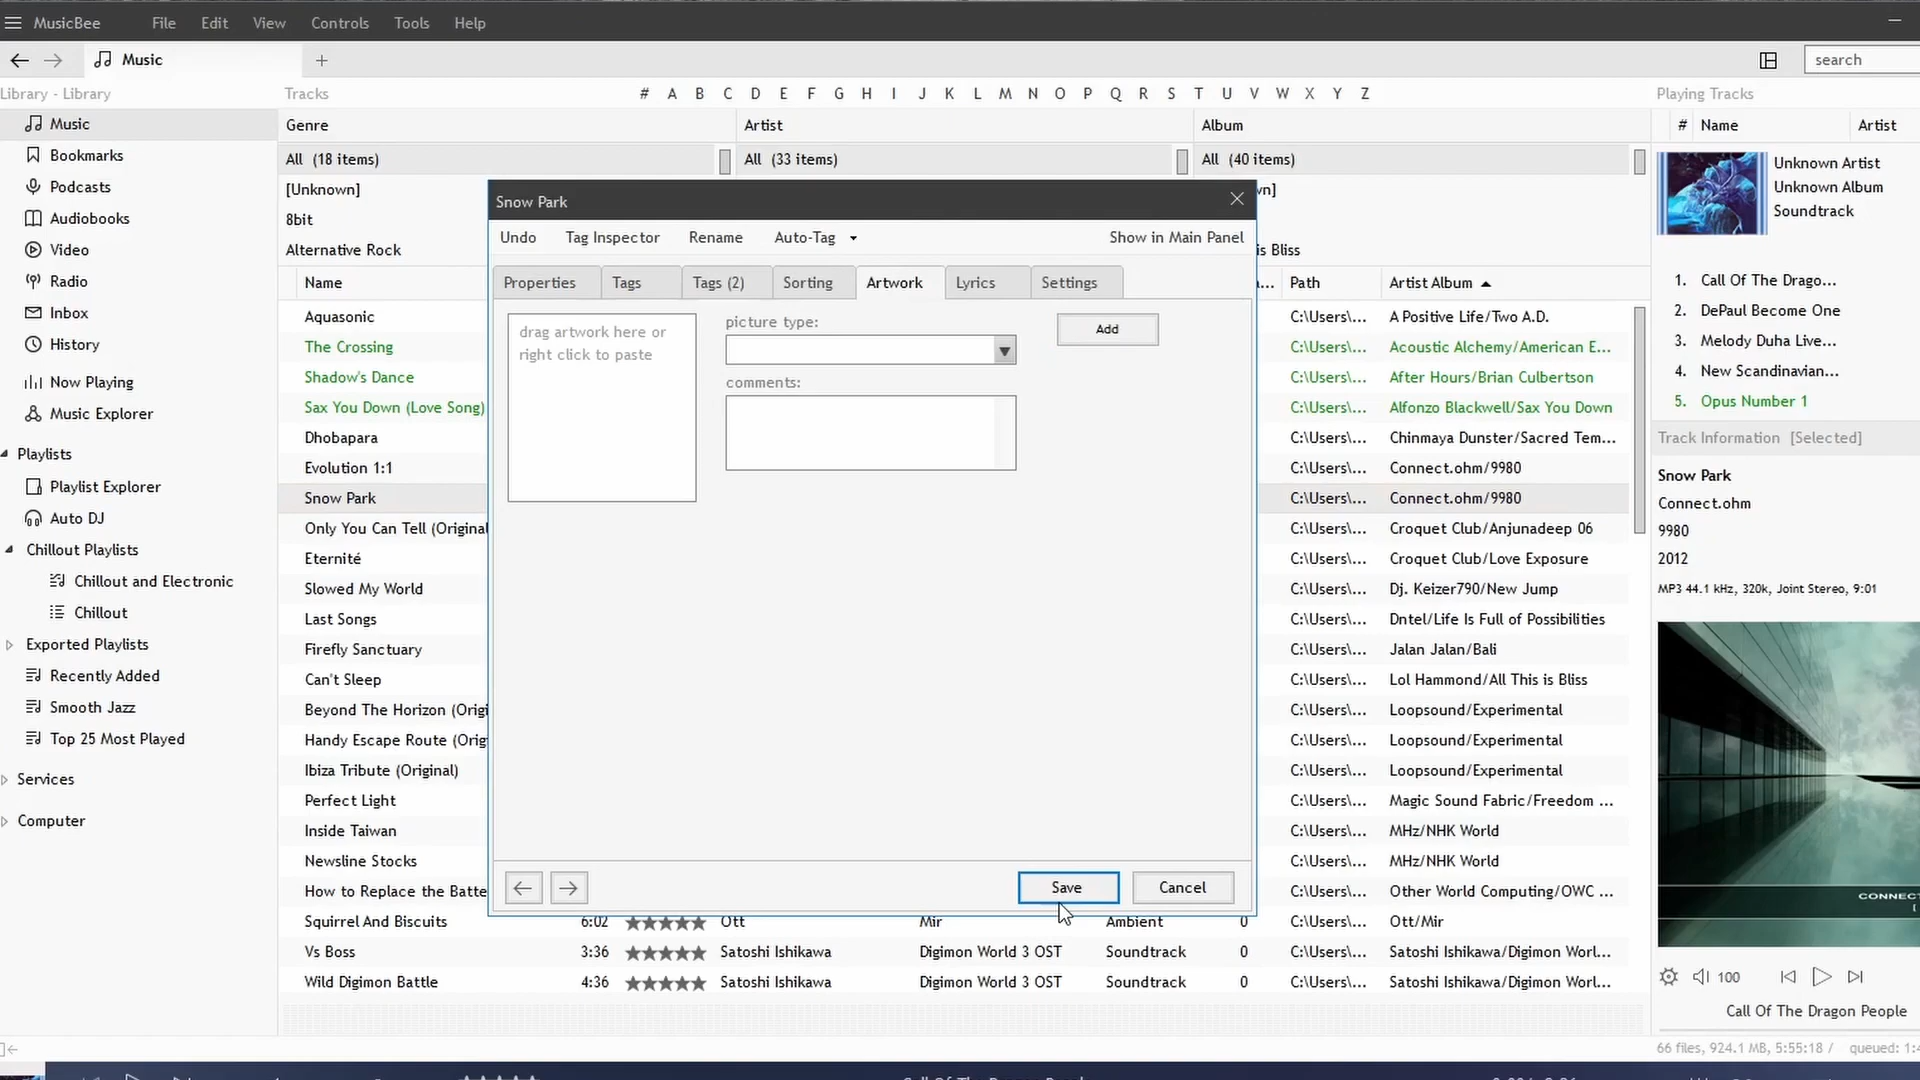 MusicBee File Edit View Controls Tools Help
Music + search
Library - Library
Music
Bookmarks
Podcasts
Audiobooks
Video
Radio
Inbox
History
Now Playing
Music Explorer
Playlists
Playlist Explorer
Auto DJ
Chillout Playlists
Chillout and Electronic
Chillout
Exported Playlists
Recently Added
Smooth Jazz
Top 25 Most Played
Services
Computer
Tracks # A B C D E F G H I J K L M N O P Q R S T U V W X Y Z
Genre Artist Album
All (18 items) All (33 items) All (40 items)
[Unknown] wn]
8bit
Alternative Rock is Bliss
Name ... Path Artist Album
Aquasonic C:\Users\... A Positive Life/Two A.D.
The Crossing C:\Users\... Acoustic Alchemy/American E...
Shadow's Dance C:\Users\... After Hours/Brian Culbertson
Sax You Down (Love Song) C:\Users\... Alfonzo Blackwell/Sax You Down
Dhobapara C:\Users\... Chinmaya Dunster/Sacred Tem...
Evolution 1:1 C:\Users\... Connect.ohm/9980
Snow Park C:\Users\... Connect.ohm/9980
Only You Can Tell (Original C:\Users\... Croquet Club/Anjunadeep 06
Eternité C:\Users\... Croquet Club/Love Exposure
Slowed My World C:\Users\... Dj. Keizer790/New Jump
Last Songs C:\Users\... Dntel/Life Is Full of Possibilities
Firefly Sanctuary C:\Users\... Jalan Jalan/Bali
Can't Sleep C:\Users\... Lol Hammond/All This is Bliss
Beyond The Horizon (Origi C:\Users\... Loopsound/Experimental
Handy Escape Route (Orig C:\Users\... Loopsound/Experimental
Ibiza Tribute (Original) C:\Users\... Loopsound/Experimental
Perfect Light C:\Users\... Magic Sound Fabric/Freedom ...
Inside Taiwan C:\Users\... MHz/NHK World
Newsline Stocks C:\Users\... MHz/NHK World
How to Replace the Batte C:\Users\... Other World Computing/OWC ...
Squirrel And Biscuits 6:02 ★★★★★ Ott Mir Ambient 0 C:\Users\... Ott/Mir
Vs Boss 3:36 ★★★★★ Satoshi Ishikawa Digimon World 3 OST Soundtrack 0 C:\Users\... Satoshi Ishikawa/Digimon Worl...
Wild Digimon Battle 4:36 ★★★★★ Satoshi Ishikawa Digimon World 3 OST Soundtrack 0 C:\Users\... Satoshi Ishikawa/Digimon Worl...
Snow Park
Undo Tag Inspector Rename Auto-Tag Show in Main Panel
Properties Tags Tags (2) Sorting Artwork Lyrics Settings
drag artwork here or
right click to paste
picture type:
Add
comments:
Save Cancel
Playing Tracks
# Name Artist
Unknown Artist
Unknown Album
Soundtrack
1. Call Of The Drago...
2. DePaul Become One
3. Melody Duha Live...
4. New Scandinavian...
5. Opus Number 1
Track Information [Selected]
Snow Park
Connect.ohm
9980
2012
MP3 44.1 kHz, 320k, Joint Stereo, 9:01
CONNECT
[
100
Call Of The Dragon People
66 files, 924.1 MB, 5:55:18 / queued: 1:4